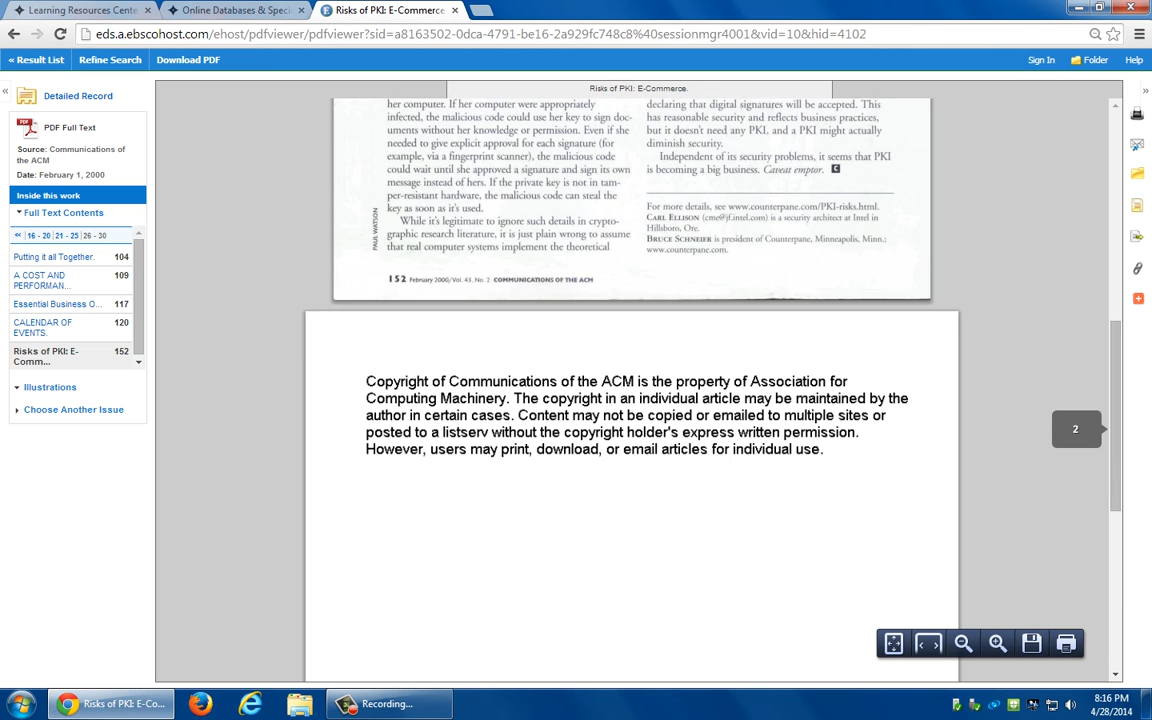 Learning Resources Cente
Online Databases & Speci
Risks of PKI: E-Commerce
eds.a.ebscohost.com/ehost/pdfviewer/pdfviewer?sid=a8163502-0dca-4791-be16-2a929fc748c8%40sessionmgr4001&vid=10&hid=4102
« Result List
Refine Search
Download PDF
Sign In
Folder
Help
Detailed Record
PDF Full Text
Source: Communications of
the ACM
Date: February 1, 2000
Inside this work
Full Text Contents
16 - 20 21 - 25 26 - 30
Putting it all Together. 104
A COST AND 109
PERFORMAN...
Essential Business O... 117
CALENDAR OF 120
EVENTS.
Risks of PKI: E- 152
Comm...
Illustrations
Choose Another Issue
Risks of PKI: E-Commerce.
her computer. If her computer were appropriately
infected, the malicious code could use her key to sign doc-
uments without her knowledge or permission. Even if she
needed to give explicit approval for each signature (for
example, via a fingerprint scanner), the malicious code
could wait until she approved a signature and sign its own
message instead of hers. If the private key is not in tam-
per-resistant hardware, the malicious code can steal the
key as soon as it's used.
While it's legitimate to ignore such details in crypto-
graphic research literature, it is just plain wrong to assume
that real computer systems implement the theoretical
PAUL WATSON
declaring that digital signatures will be accepted. This
has reasonable security and reflects business practices,
but it doesn't need any PKI, and a PKI might actually
diminish security.
Independent of its security problems, it seems that PKI
is becoming a big business. Caveat emptor. C
For more details, see www.counterpane.com/PKI-risks.html.
CARL ELLISON (cme@jf.intel.com) is a security architect at Intel in
Hillsboro, Ore.
BRUCE SCHNEIER is president of Counterpane, Minneapolis, Minn.;
www.counterpane.com.
152 February 2000/Vol. 43, No. 2 COMMUNICATIONS OF THE ACM
Copyright of Communications of the ACM is the property of Association for
Computing Machinery. The copyright in an individual article may be maintained by the
author in certain cases. Content may not be copied or emailed to multiple sites or
posted to a listserv without the copyright holder's express written permission.
However, users may print, download, or email articles for individual use.
2
Risks of PKI: E-Co...
Recording...
8:16 PM
4/28/2014